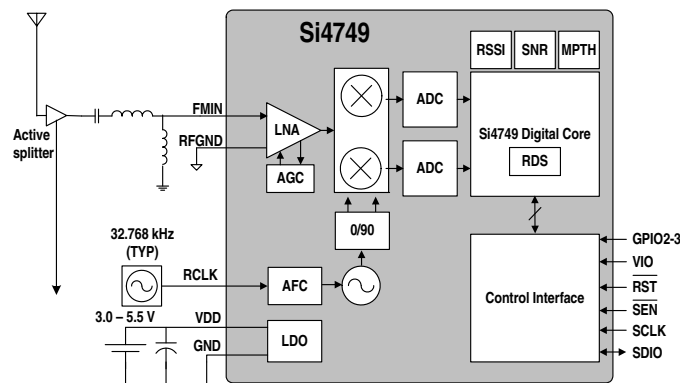 Si4749
RSSI
SNR
MPTH
FMIN
Active
splitter
LNA
RFGND
AGC
ADC
ADC
Si4749 Digital Core
RDS
0/90
32.768 kHz
(TYP)
RCLK
AFC
3.0 – 5.5 V
VDD
GND
LDO
Control Interface
GPIO2-3
VIO
RST
SEN
SCLK
SDIO